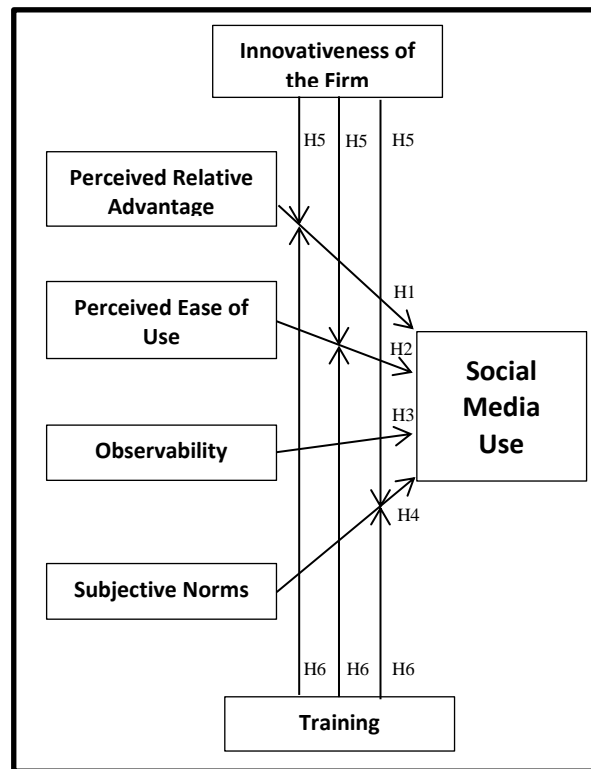 Innovativeness of
the Firm
H5 H5 H5
Perceived Relative
Advantage
H1
Perceived Ease of
Use
H2
Social
Media
Use
H3
Observability
H4
Subjective Norms
H6 H6 H6
Training